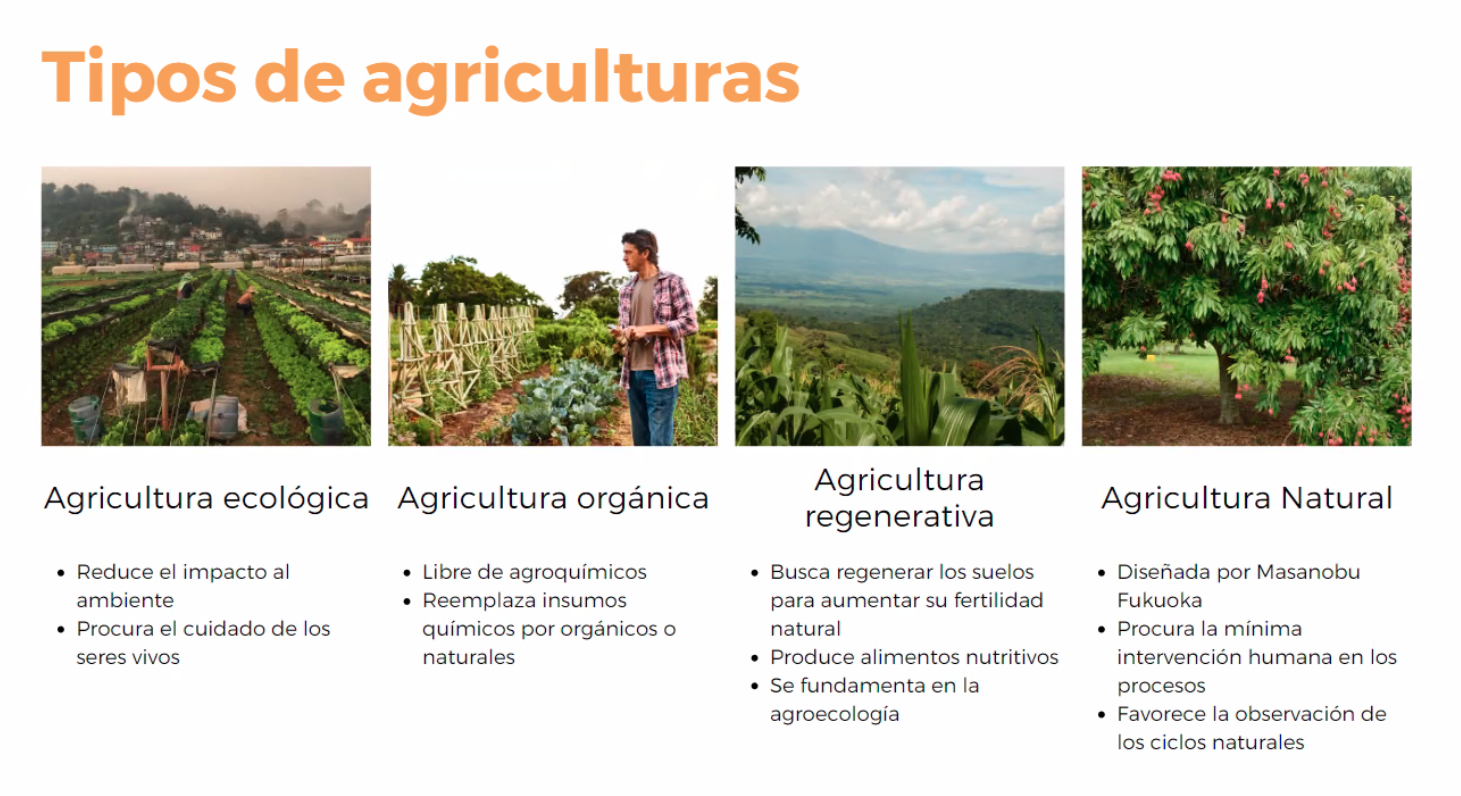 Tipos de agriculturas
Agricultura ecológica
• Reduce el impacto al
ambiente
• Procura el cuidado de los
seres vivos
Agricultura orgánica
• Libre de agroquímicos
• Reemplaza insumos
químicos por orgánicos o
naturales
Agricultura
regenerativa
• Busca regenerar los suelos
para aumentar su fertilidad
natural
• Produce alimentos nutritivos
• Se fundamenta en la
agroecología
Agricultura Natural
• Diseñada por Masanobu
Fukuoka
• Procura la mínima
intervención humana en los
procesos
• Favorece la observación de
los ciclos naturales